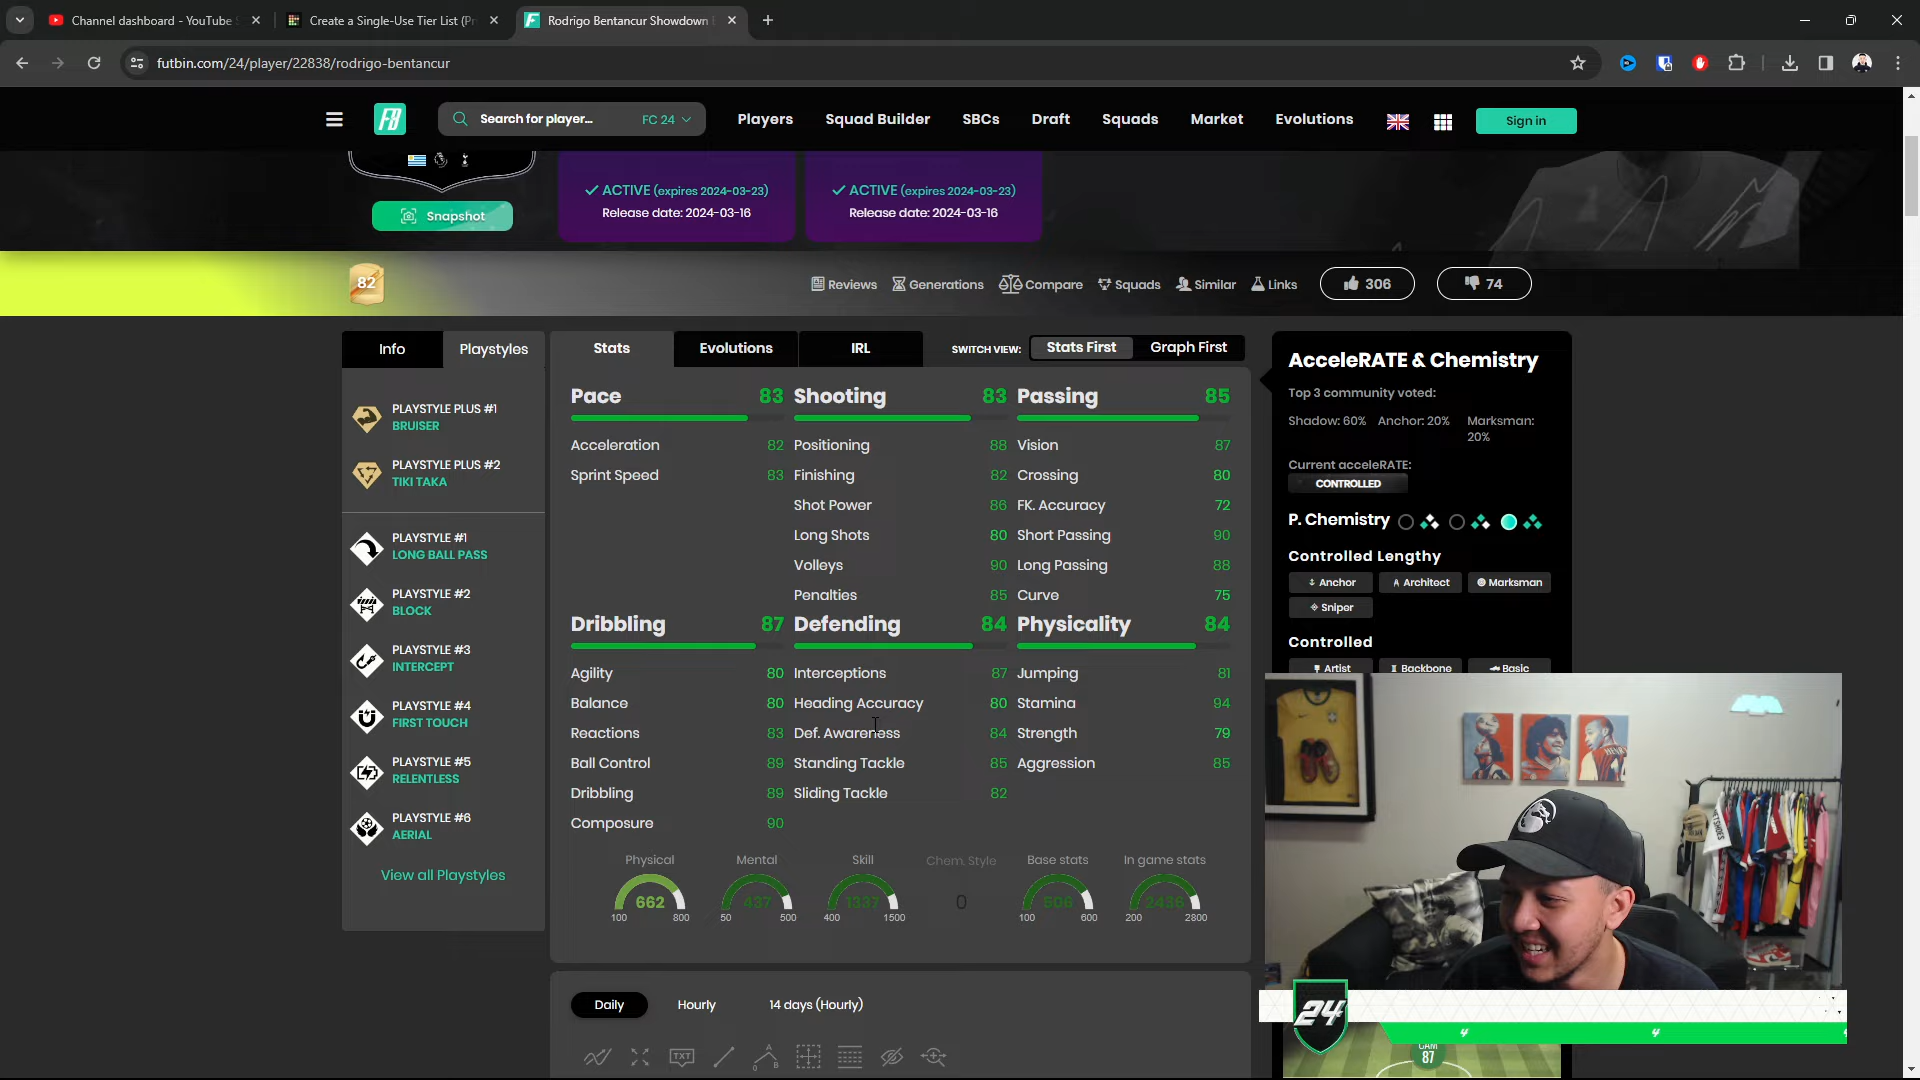 Channel dashboard - YouTube
Create a Single-Use Tier List (Pr
Rodrigo Bentancur Showdown
futbin.com/24/player/22838/rodrigo-bentancur
Search for player...
FC 24
Players
Squad Builder
SBCs
Draft
Squads
Market
Evolutions
Sign in
ACTIVE (expires 2024-03-23)
Release date: 2024-03-16
ACTIVE (expires 2024-03-23)
Release date: 2024-03-16
Snapshot
82
Reviews
Generations
Compare
Squads
Similar
Links
306
74
Info
Playstyles
PLAYSTYLE PLUS #1
BRUISER
PLAYSTYLE PLUS #2
TIKI TAKA
PLAYSTYLE #1
LONG BALL PASS
PLAYSTYLE #2
BLOCK
PLAYSTYLE #3
INTERCEPT
PLAYSTYLE #4
FIRST TOUCH
PLAYSTYLE #5
RELENTLESS
PLAYSTYLE #6
AERIAL
View all Playstyles
Stats
Evolutions
IRL
SWITCH VIEW:
Stats First
Graph First
Pace 83
Acceleration 82
Sprint Speed 83
Shooting 83
Positioning 88
Finishing 82
Shot Power 86
Long Shots 80
Volleys 90
Penalties 85
Passing 85
Vision 87
Crossing 80
FK. Accuracy 72
Short Passing 90
Long Passing 88
Curve 75
Dribbling 87
Agility 80
Balance 80
Reactions 83
Ball Control 89
Dribbling 89
Composure 90
Defending 84
Interceptions 87
Heading Accuracy 80
Def. Awareness 84
Standing Tackle 85
Sliding Tackle 82
Physicality 84
Jumping 81
Stamina 94
Strength 79
Aggression 85
Physical
662
100 800
Mental
437
50 500
Skill
1337
400 1500
Chem. Style
0
Base stats
506
100 600
In game stats
2436
200 2800
Daily
Hourly
14 days (Hourly)
TXT
AcceleRATE & Chemistry
Top 3 community voted:
Shadow: 60% Anchor: 20% Marksman:
20%
Current acceleRATE:
CONTROLLED
P. Chemistry
Controlled Lengthy
Anchor
Architect
Marksman
Sniper
Controlled
Artist
Backbone
Basic
HENRY
24
CAM
87